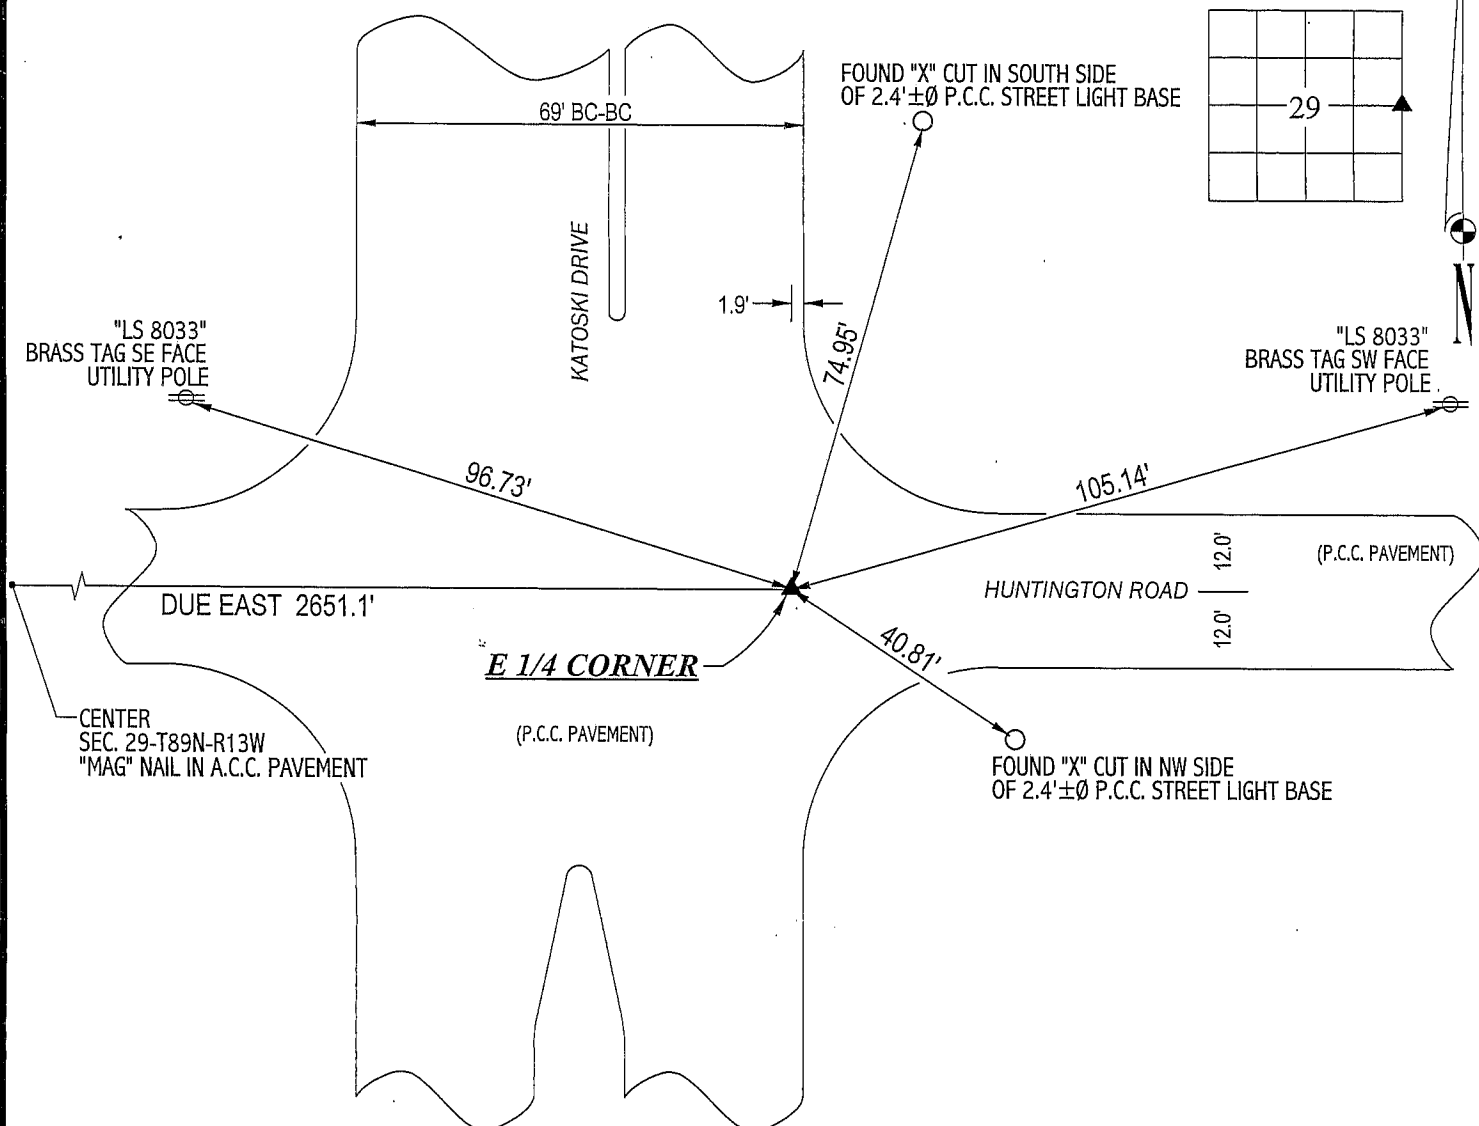 FOUND "X" CUT IN SOUTH SIDE
OF 2.4'±Ø P.C.C. STREET LIGHT BASE
29
69' BC-BC
KATOSKI DRIVE
1.9'
74.95'
N
"LS 8033"
BRASS TAG SE FACE
UTILITY POLE
"LS 8033"
BRASS TAG SW FACE
UTILITY POLE
96.73'
105.14'
12.0'
(P.C.C. PAVEMENT)
HUNTINGTON ROAD
12.0'
DUE EAST 2651.1'
E 1/4 CORNER
40.81'
CENTER
SEC. 29-T89N-R13W
"MAG" NAIL IN A.C.C. PAVEMENT
(P.C.C. PAVEMENT)
FOUND "X" CUT IN NW SIDE
OF 2.4'±Ø P.C.C. STREET LIGHT BASE